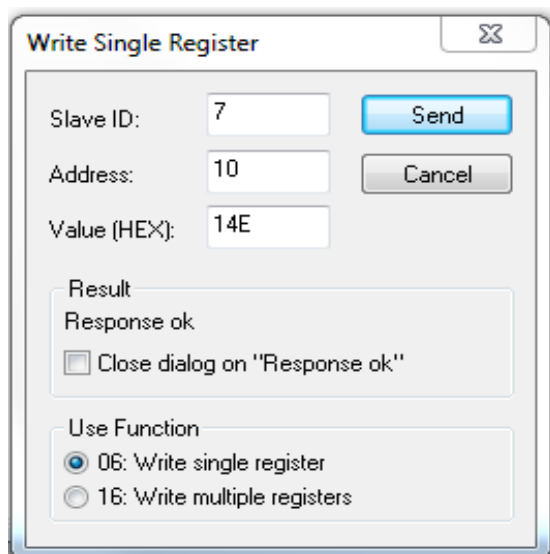 Write Single Register
Slave ID: 7 Send
Address: 10 Cancel
Value (HEX): 14E
Result
Response ok
Close dialog on "Response ok"
Use Function
06: Write single register
16: Write multiple registers